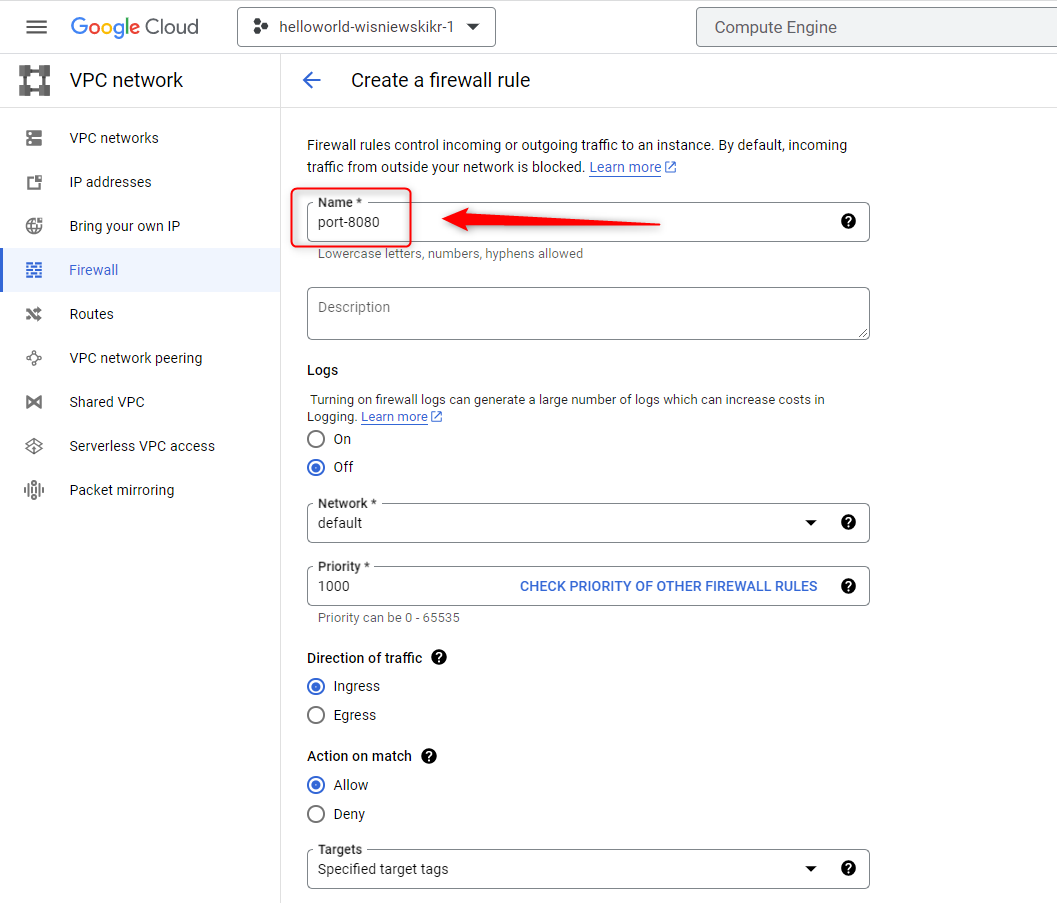 Google Cloud
helloworld-wisniewskikr-1
Compute Engine
VPC network
Create a firewall rule
VPC networks
IP addresses
Bring your own IP
Firewall
Routes
VPC network peering
Shared VPC
Serverless VPC access
Packet mirroring
Firewall rules control incoming or outgoing traffic to an instance. By default, incoming
traffic from outside your network is blocked. Learn more
Name *
port-8080
Lowercase letters, numbers, hyphens allowed
Description
Logs
Turning on firewall logs can generate a large number of logs which can increase costs in
Logging. Learn more
On
Off
Network *
default
Priority *
1000 CHECK PRIORITY OF OTHER FIREWALL RULES
Priority can be 0 - 65535
Direction of traffic
Ingress
Egress
Action on match
Allow
Deny
Targets
Specified target tags